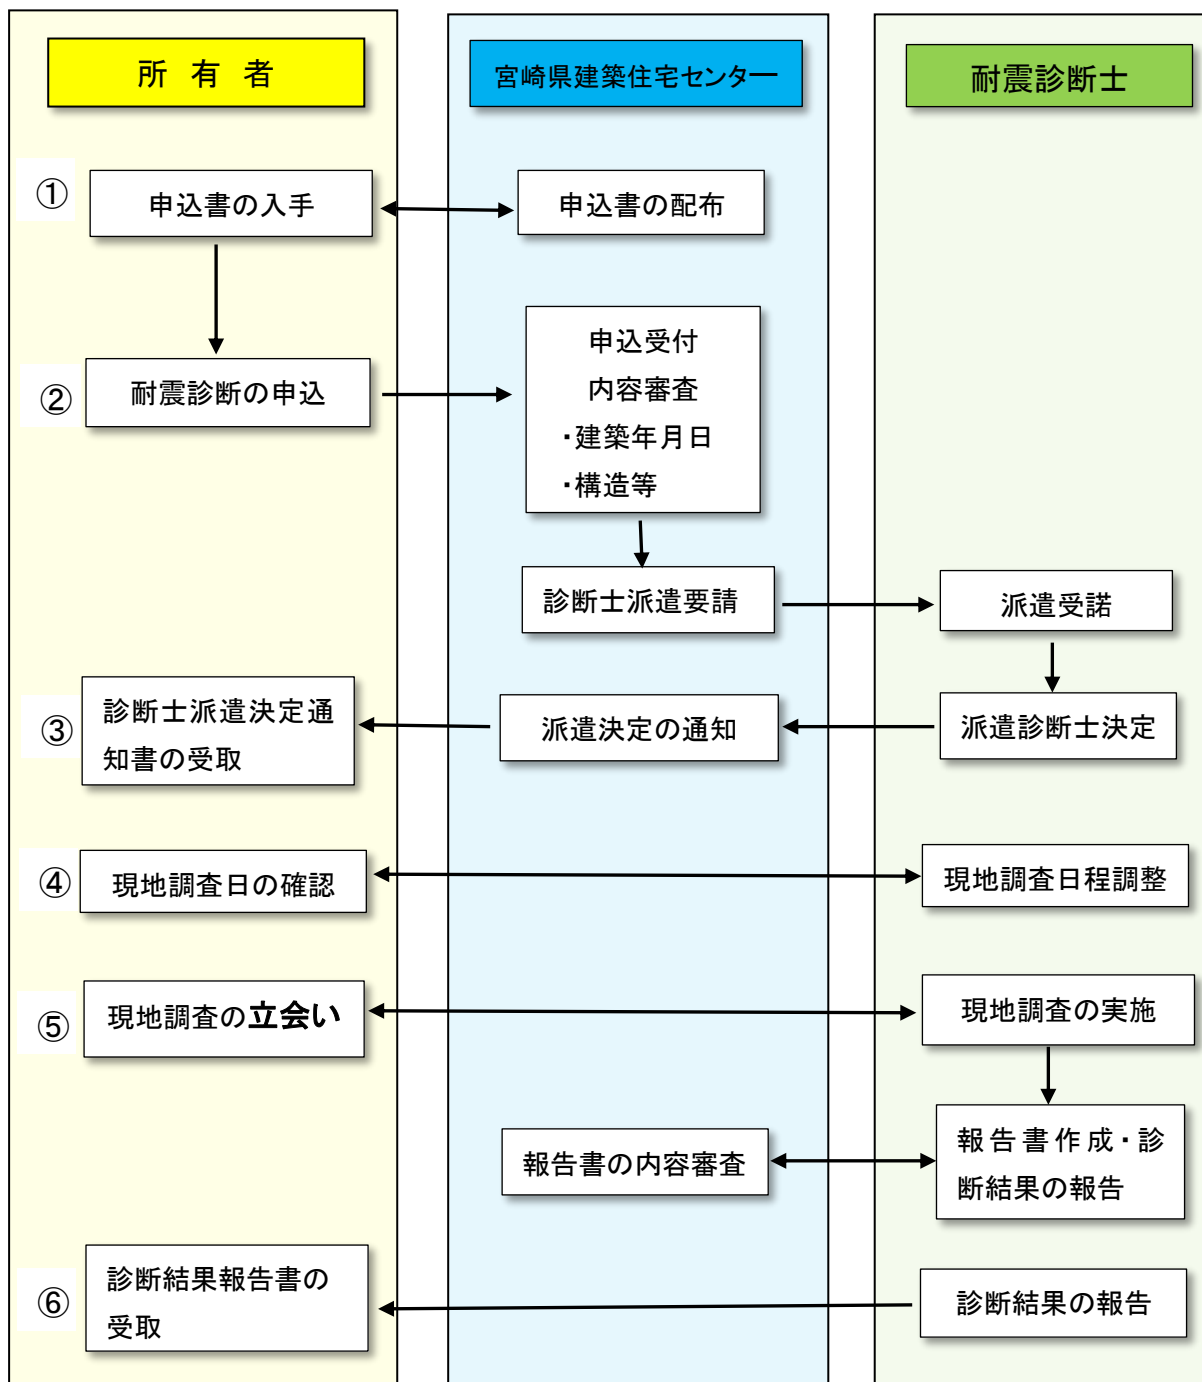 所有者
宮崎県建築住宅センター
耐震診断士
①
申込書の入手
申込書の配布
②
耐震診断の申込
申込受付
内容審査
・建築年月日
・構造等
診断士派遣要請
派遣受諾
③
診断士派遣決定通
知書の受取
派遣決定の通知
派遣診断士決定
④
現地調査日の確認
現地調査日程調整
⑤
現地調査の立会い
現地調査の実施
報告書の内容審査
報告書作成・診
断結果の報告
⑥
診断結果報告書の
受取
診断結果の報告